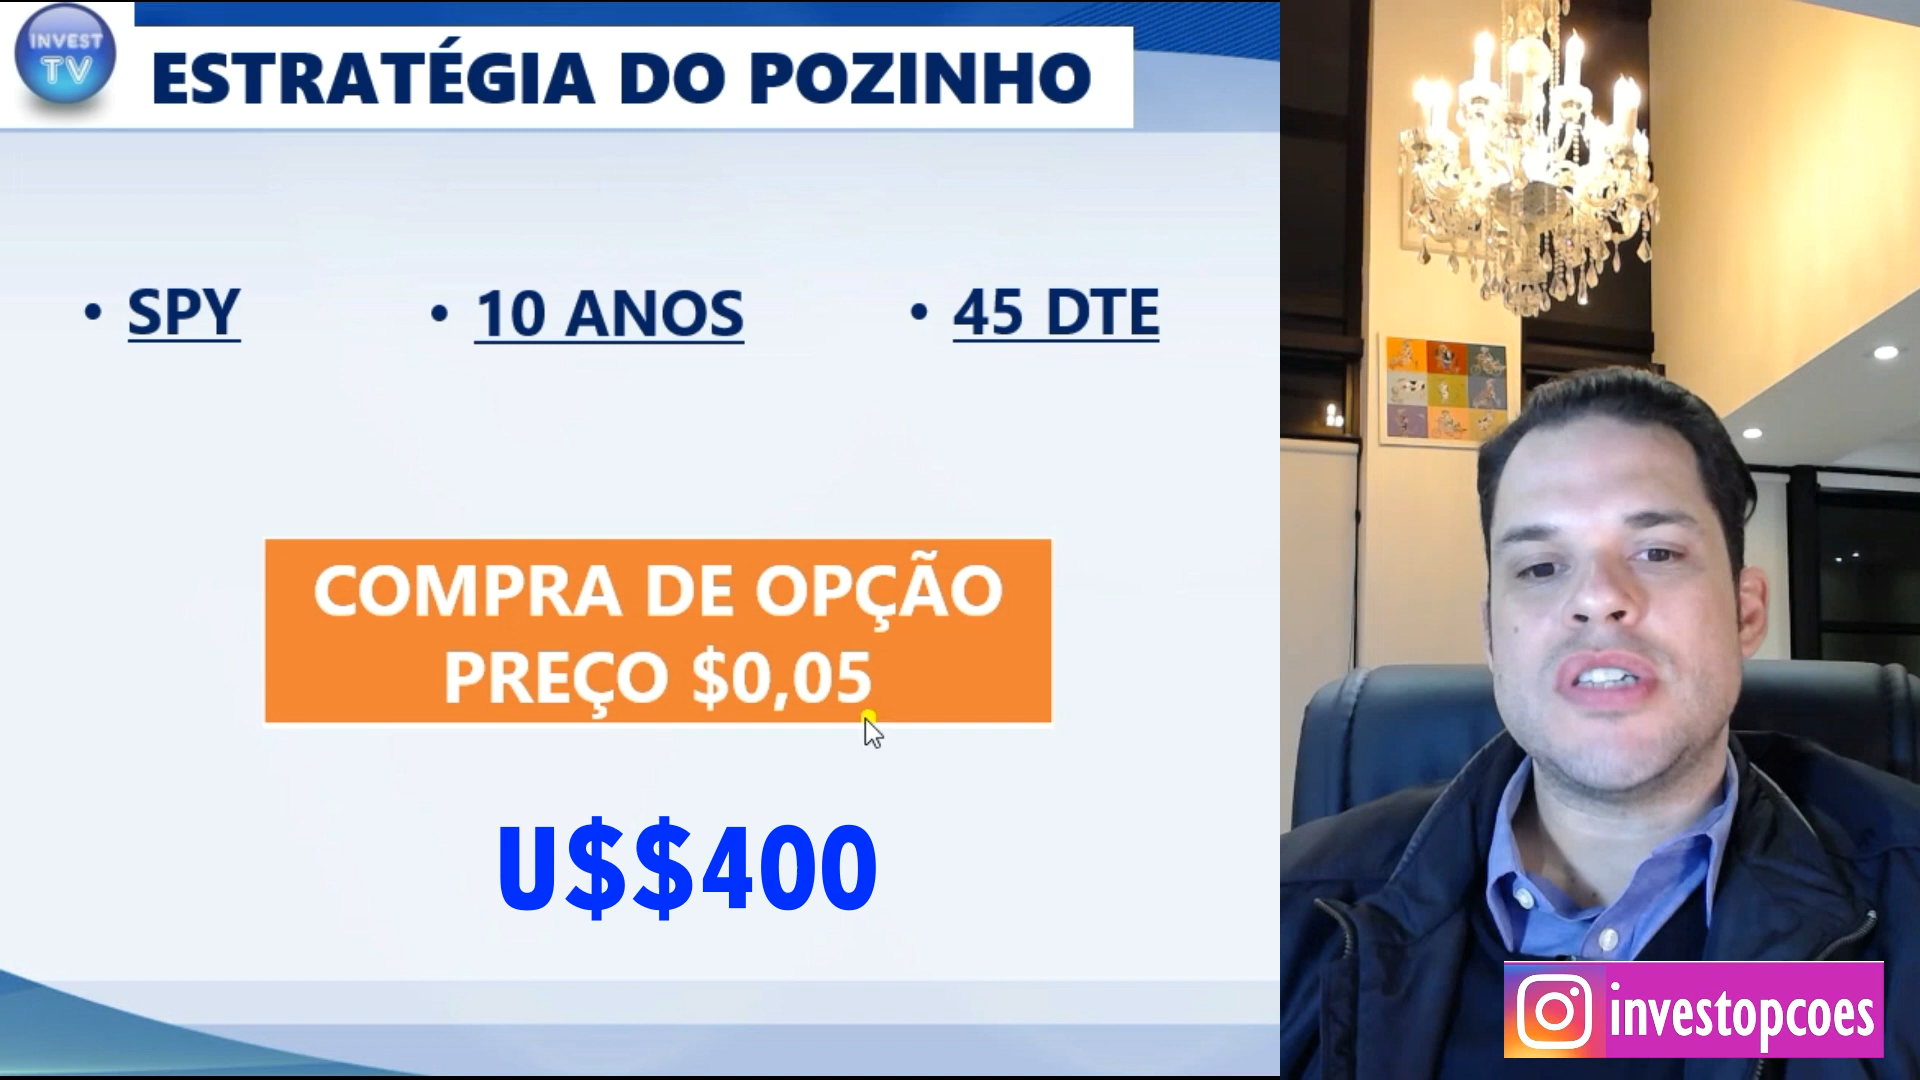 INVEST
TV
ESTRATÉGIA DO POZINHO
• SPY
• 10 ANOS
• 45 DTE
COMPRA DE OPÇÃO
PREÇO $0,05
U$$400
investopcoes